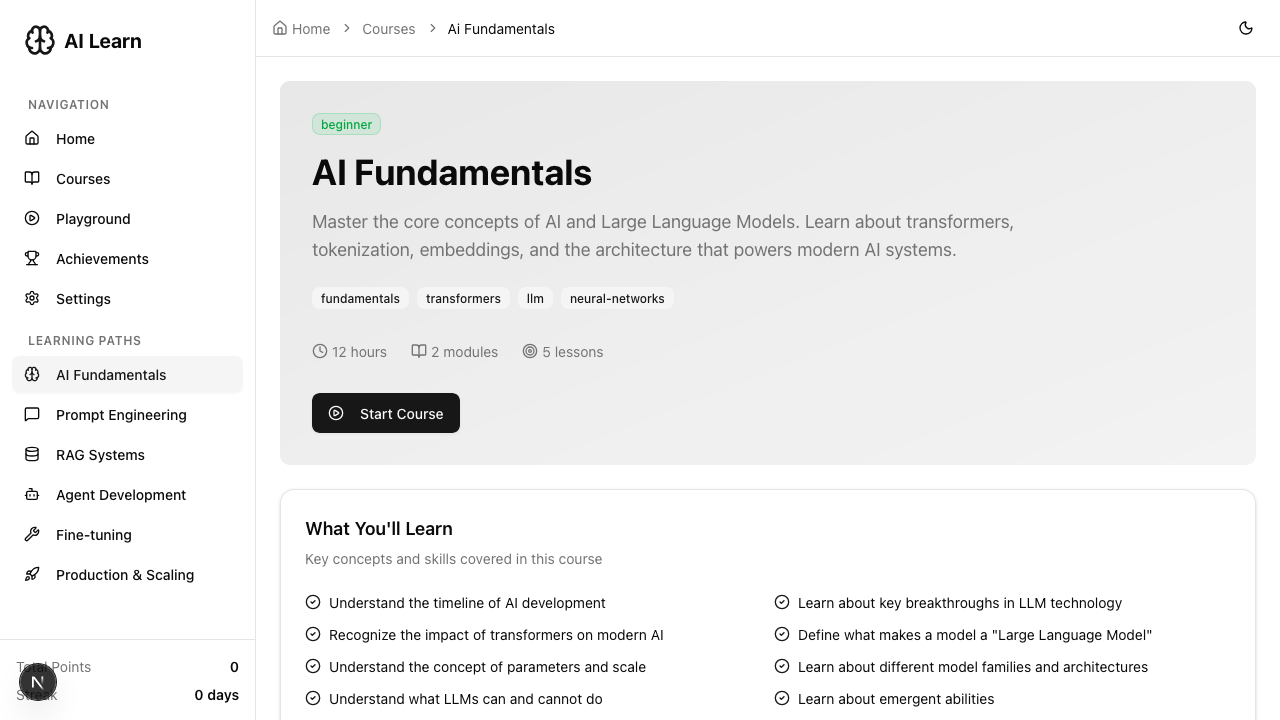 AI Learn
NAVIGATION
Home
Courses
Playground
Achievements
Settings
LEARNING PATHS
AI Fundamentals
Prompt Engineering
RAG Systems
Agent Development
Fine-tuning
Production & Scaling
Total Points 0
Streak 0 days
N
Home Courses Ai Fundamentals
beginner
AI Fundamentals
Master the core concepts of AI and Large Language Models. Learn about transformers,
tokenization, embeddings, and the architecture that powers modern AI systems.
fundamentals transformers llm neural-networks
12 hours 2 modules 5 lessons
Start Course
What You'll Learn
Key concepts and skills covered in this course
Understand the timeline of AI development
Learn about key breakthroughs in LLM technology
Recognize the impact of transformers on modern AI
Define what makes a model a "Large Language Model"
Understand the concept of parameters and scale
Learn about different model families and architectures
Understand what LLMs can and cannot do
Learn about emergent abilities